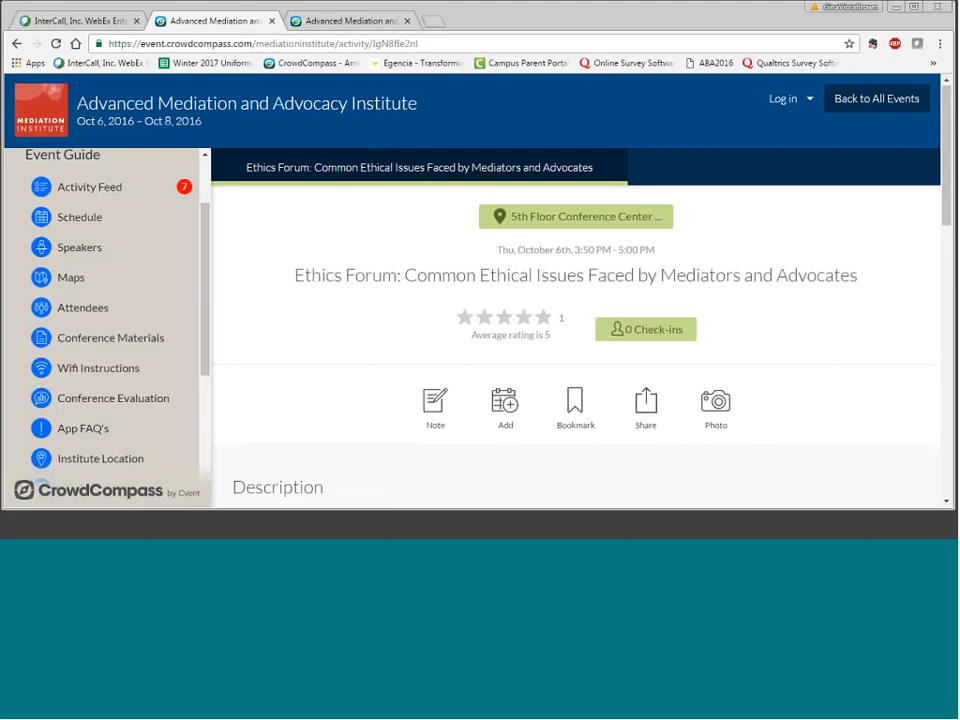 InterCall, Inc. WebEx Ente
Advanced Mediation and
Advanced Mediation and
GinaViolaBrown
https://event.crowdcompass.com/mediationinstitute/activity/IgN8fle2nl
Apps
InterCall, Inc. WebEx E
Winter 2017 Uniform
CrowdCompass - Am
Egencia - Transformin
Campus Parent Portal
Online Survey Softwa
ABA2016
Qualtrics Survey Soft
»
MEDIATION
INSTITUTE
Advanced Mediation and Advocacy Institute
Oct 6, 2016 – Oct 8, 2016
Log in
Back to All Events
Event Guide
Activity Feed
7
Schedule
Speakers
Maps
Attendees
Conference Materials
Wifi Instructions
Conference Evaluation
App FAQ's
Institute Location
CrowdCompass by Cvent
Ethics Forum: Common Ethical Issues Faced by Mediators and Advocates
5th Floor Conference Center ...
Thu, October 6th, 3:50 PM - 5:00 PM
Ethics Forum: Common Ethical Issues Faced by Mediators and Advocates
1
Average rating is 5
0 Check-ins
Note
Add
Bookmark
Share
Photo
Description